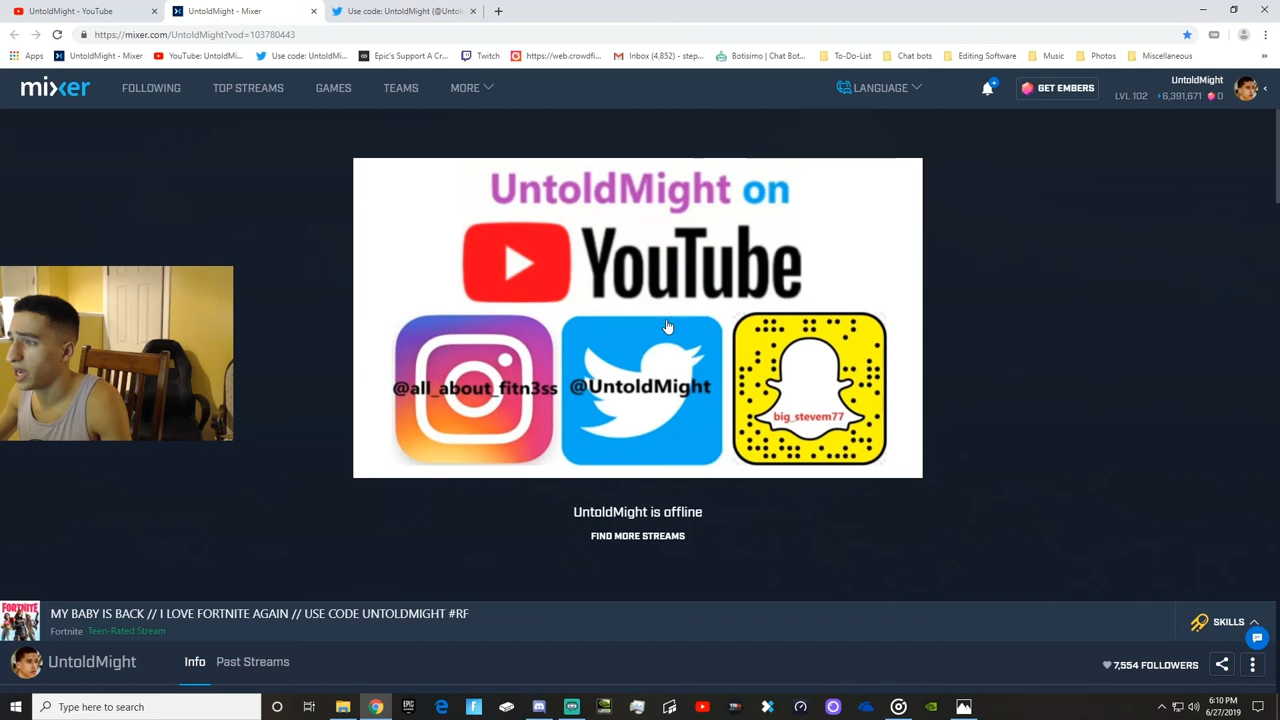 UntoldMight - YouTube
UntoldMight - Mixer
Use code: UntoldMight (@Untol
https://mixer.com/UntoldMight?vod=103780443
Apps
UntoldMight - Mixer
YouTube: UntoldMi...
Use code: UntoldMi...
Epic's Support A Cr...
Twitch
https://web.crowdfi...
Inbox (4,852) - step...
Botisimo | Chat Bot...
To-Do-List
Chat bots
Editing Software
Music
Photos
Miscellaneous
mixer
FOLLOWING
TOP STREAMS
GAMES
TEAMS
MORE
LANGUAGE
GET EMBERS
UntoldMight
LVL 102
6,391,671
0
UntoldMight on
YouTube
@all_about_fitn3ss
@UntoldMight
big_stevem77
UntoldMight is offline
FIND MORE STREAMS
FORTNITE
MY BABY IS BACK // I LOVE FORTNITE AGAIN // USE CODE UNTOLDMIGHT #RF
Fortnite
Teen-Rated Stream
SKILLS
UntoldMight
Info
Past Streams
7,554 FOLLOWERS
Type here to search
EPIC GAMES
6:10 PM
6/27/2019